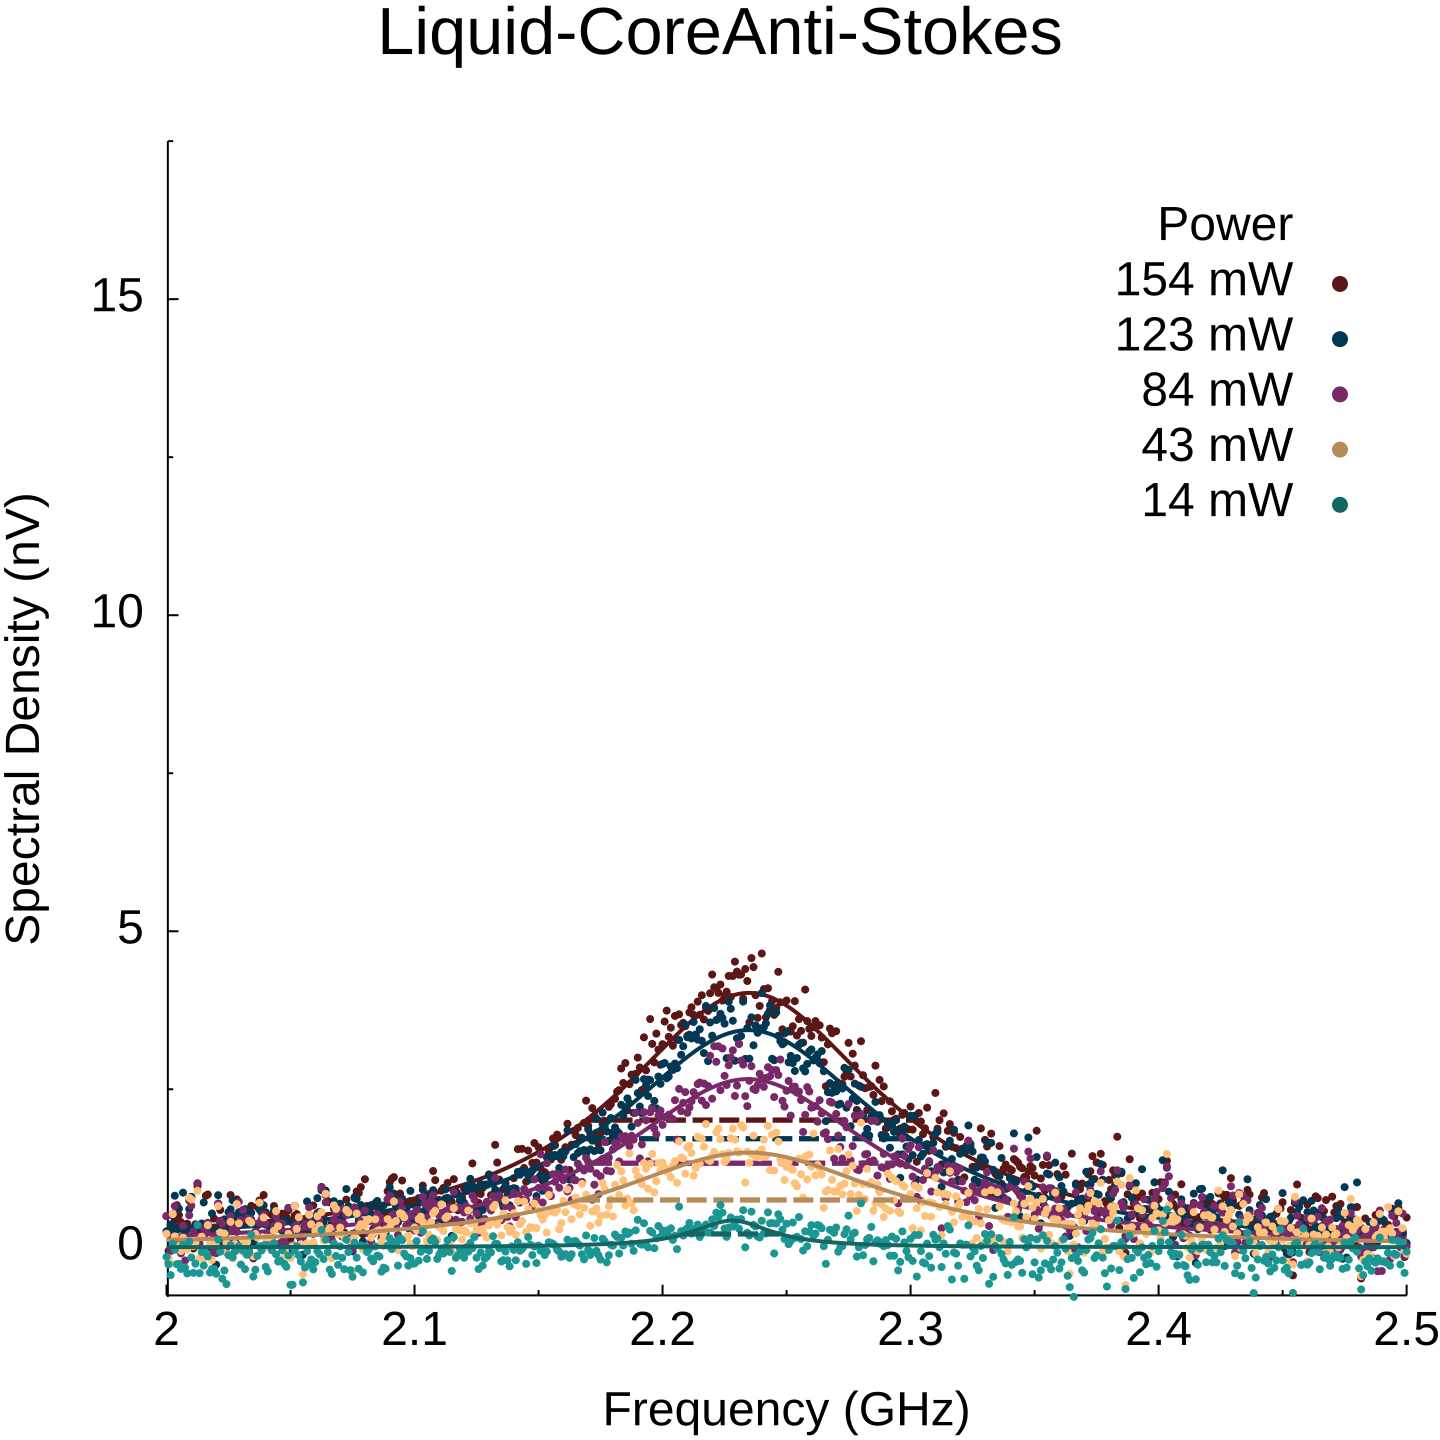 Liquid-CoreAnti-Stokes
Power
154 mW
123 mW
84 mW
43 mW
14 mW
15
10
5
0
Spectral Density (nV)
2 2.1 2.2 2.3 2.4 2.5
Frequency (GHz)